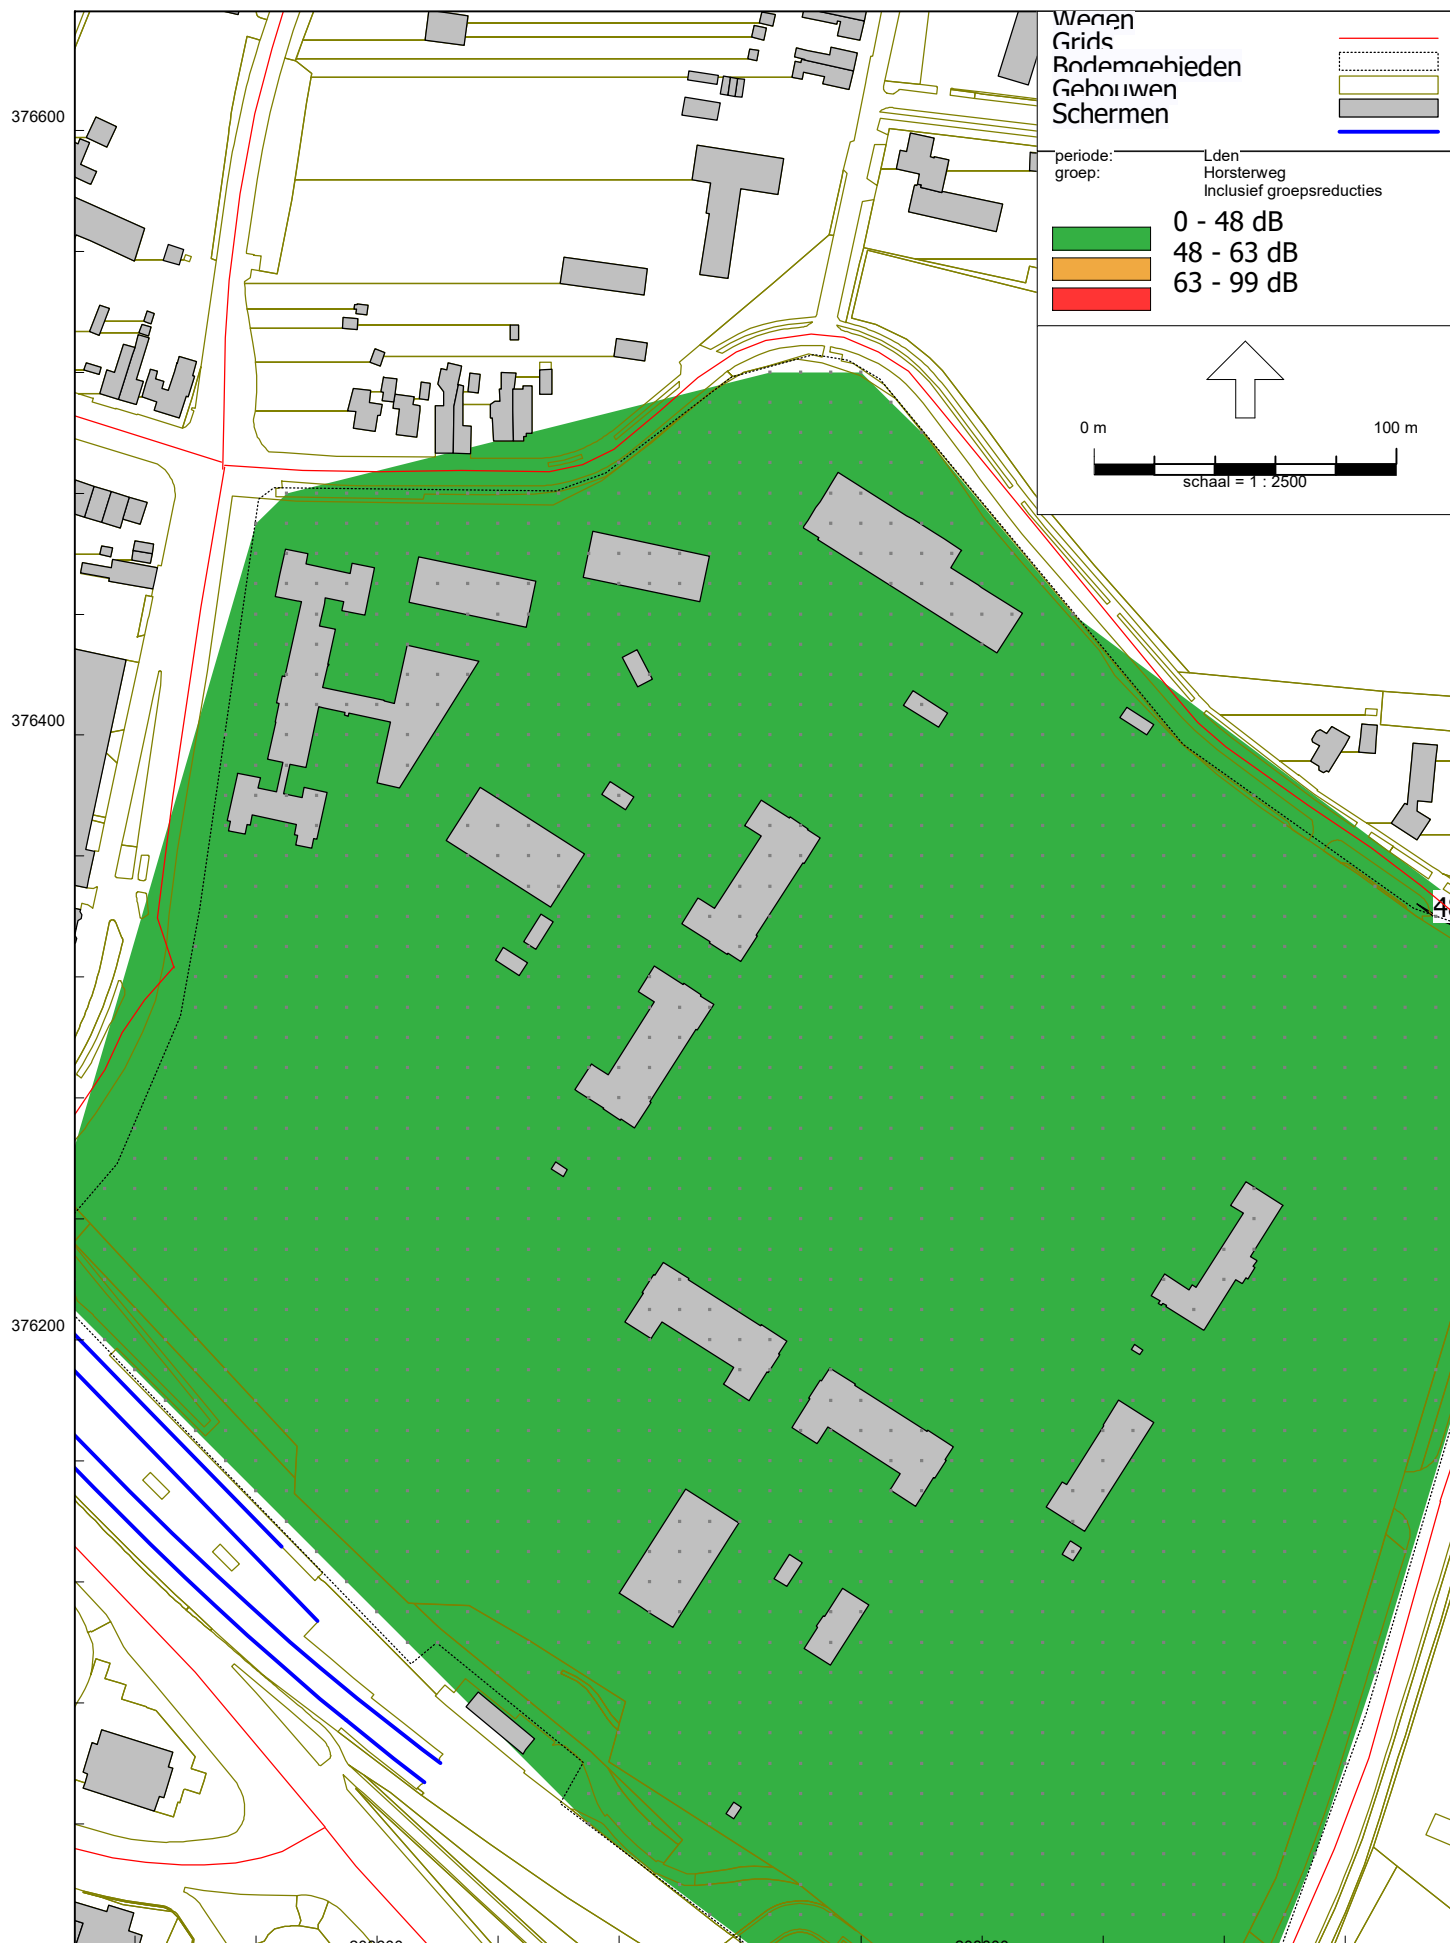 Wegen
Grids
Bodemgebieden
Gebouwen
Schermen
periode: Lden
groep: Horsterweg
Inclusief groepsreducties
0 - 48 dB
48 - 63 dB
63 - 99 dB
0 m 100 m
schaal = 1 : 2500
376600
376400
48
376200